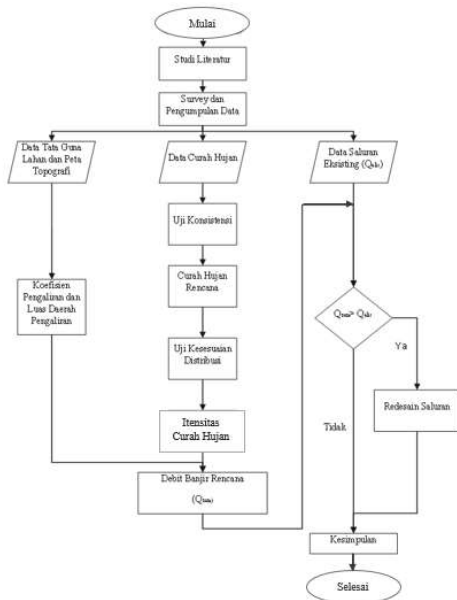 Mulai
Studi Literatur
Survey dan
Pengumpulan Data
Data Tata Guna
Lahan dan Peta
Topografi
Data Curah Hujan
Data Saluran
Eksisting (Qeks)
Uji Konsistensi
Koefisien
Pengaliran dan
Luas Daerah
Pengaliran
Curah Hujan
Rencana
Uji Kesesuaian
Distribusi
Itensitas
Curah Hujan
Debit Banjir Rencana
Ya
Redesain Saluran
Tidak
Kesimpulan
Selesai